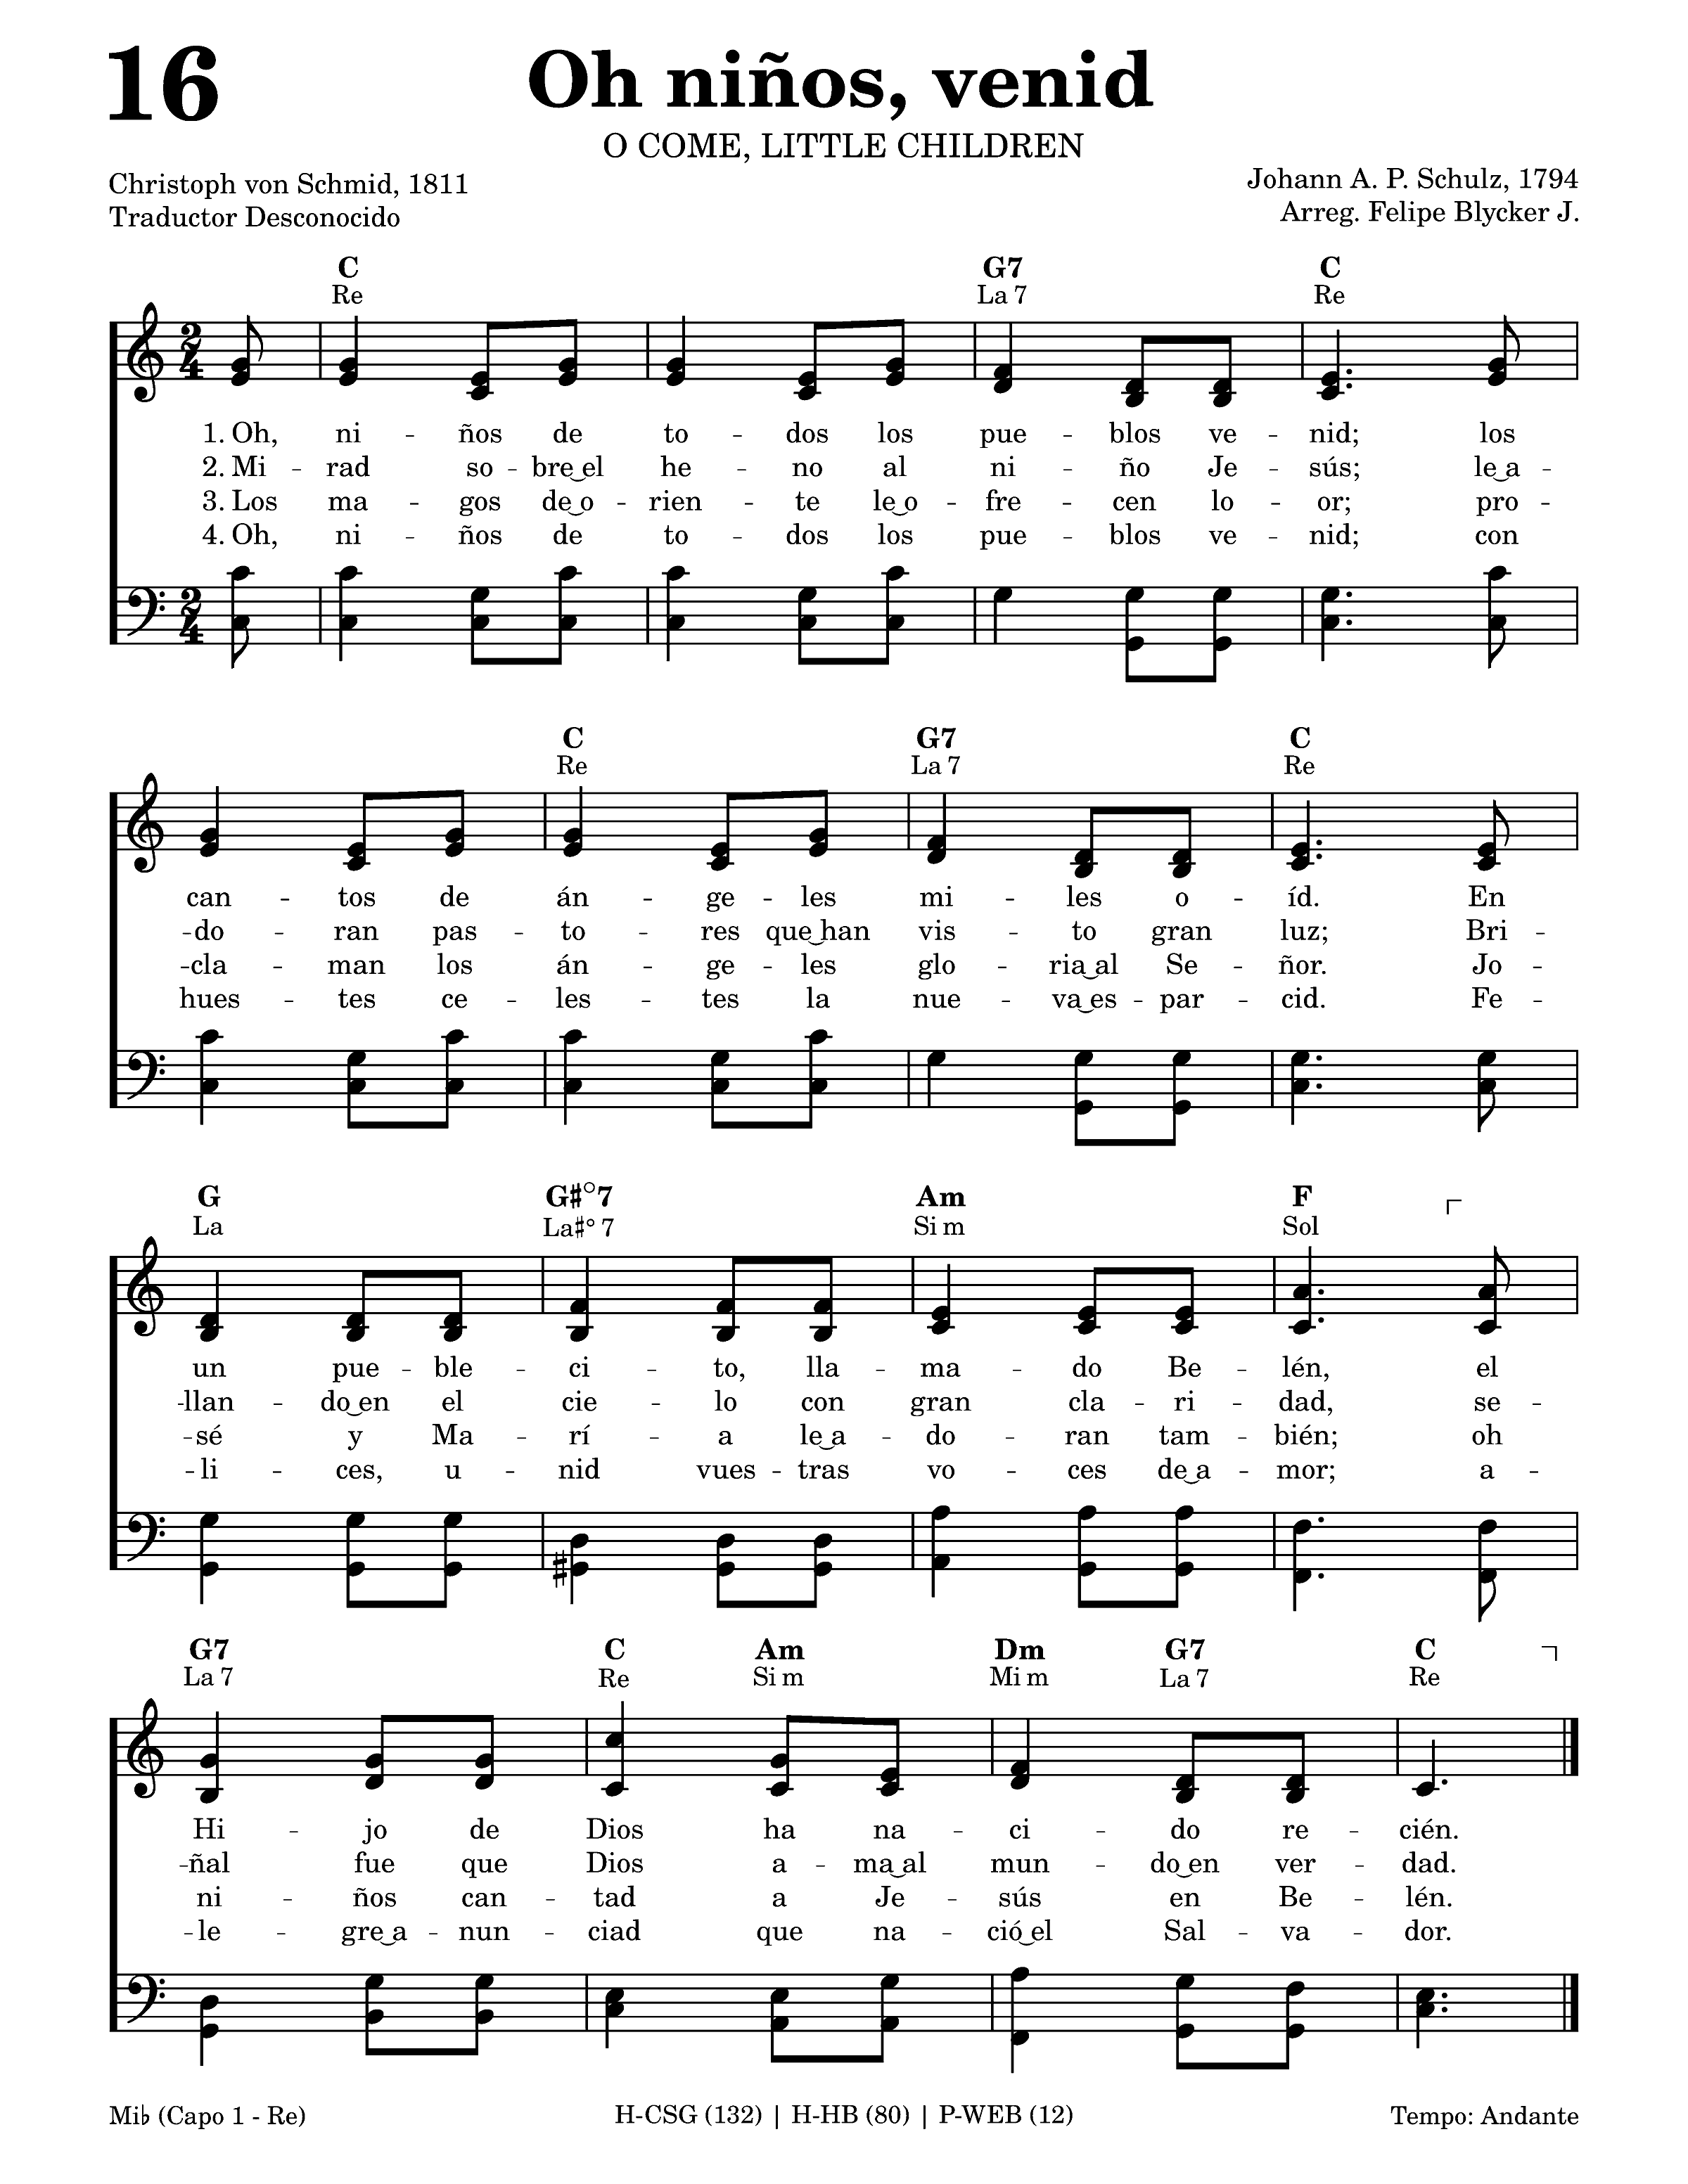 16
Oh niños, venid
O COME, LITTLE CHILDREN
Christoph von Schmid, 1811
Traductor Desconocido
Johann A. P. Schulz, 1794
Arreg. Felipe Blycker J.
C G7 C
Re La 7 Re
1. Oh, ni - ños de to - dos los pue - blos ve - nid; los
2. Mi - rad so - bre‿el he - no al ni - ño Je - sús; le‿a -
3. Los ma - gos de‿o - rien - te le‿o - fre - cen lo - or; pro -
4. Oh, ni - ños de to - dos los pue - blos ve - nid; con
C G7 C
Re La 7 Re
can - tos de án - ge - les mi - les o - íd. En
- do - ran pas - to - res que‿han vis - to gran luz; Bri -
- cla - man los án - ge - les glo - ria‿al Se - ñor. Jo -
hues - tes ce - les - tes la nue - va‿es - par - cid. Fe -
G G#°7 Am F
La La♯° 7 Si m Sol
un pue - ble - ci - to, lla - ma - do Be - lén, el
- llan - do‿en el cie - lo con gran cla - ri - dad, se -
- sé y Ma - rí - a le‿a - do - ran tam - bién; oh
- li - ces, u - nid vues - tras vo - ces de‿a - mor; a -
G7 C Am Dm G7 C
La 7 Re Si m Mi m La 7 Re
Hi - jo de Dios ha na - ci - do re - cién.
- ñal fue que Dios a - ma‿al mun - do‿en ver - dad.
ni - ños can - tad a Je - sús en Be - lén.
- le - gre‿a - nun - ciad que na - ció‿el Sal - va - dor.
Mi♭ (Capo 1 - Re)
H-CSG (132) | H-HB (80) | P-WEB (12)
Tempo: Andante